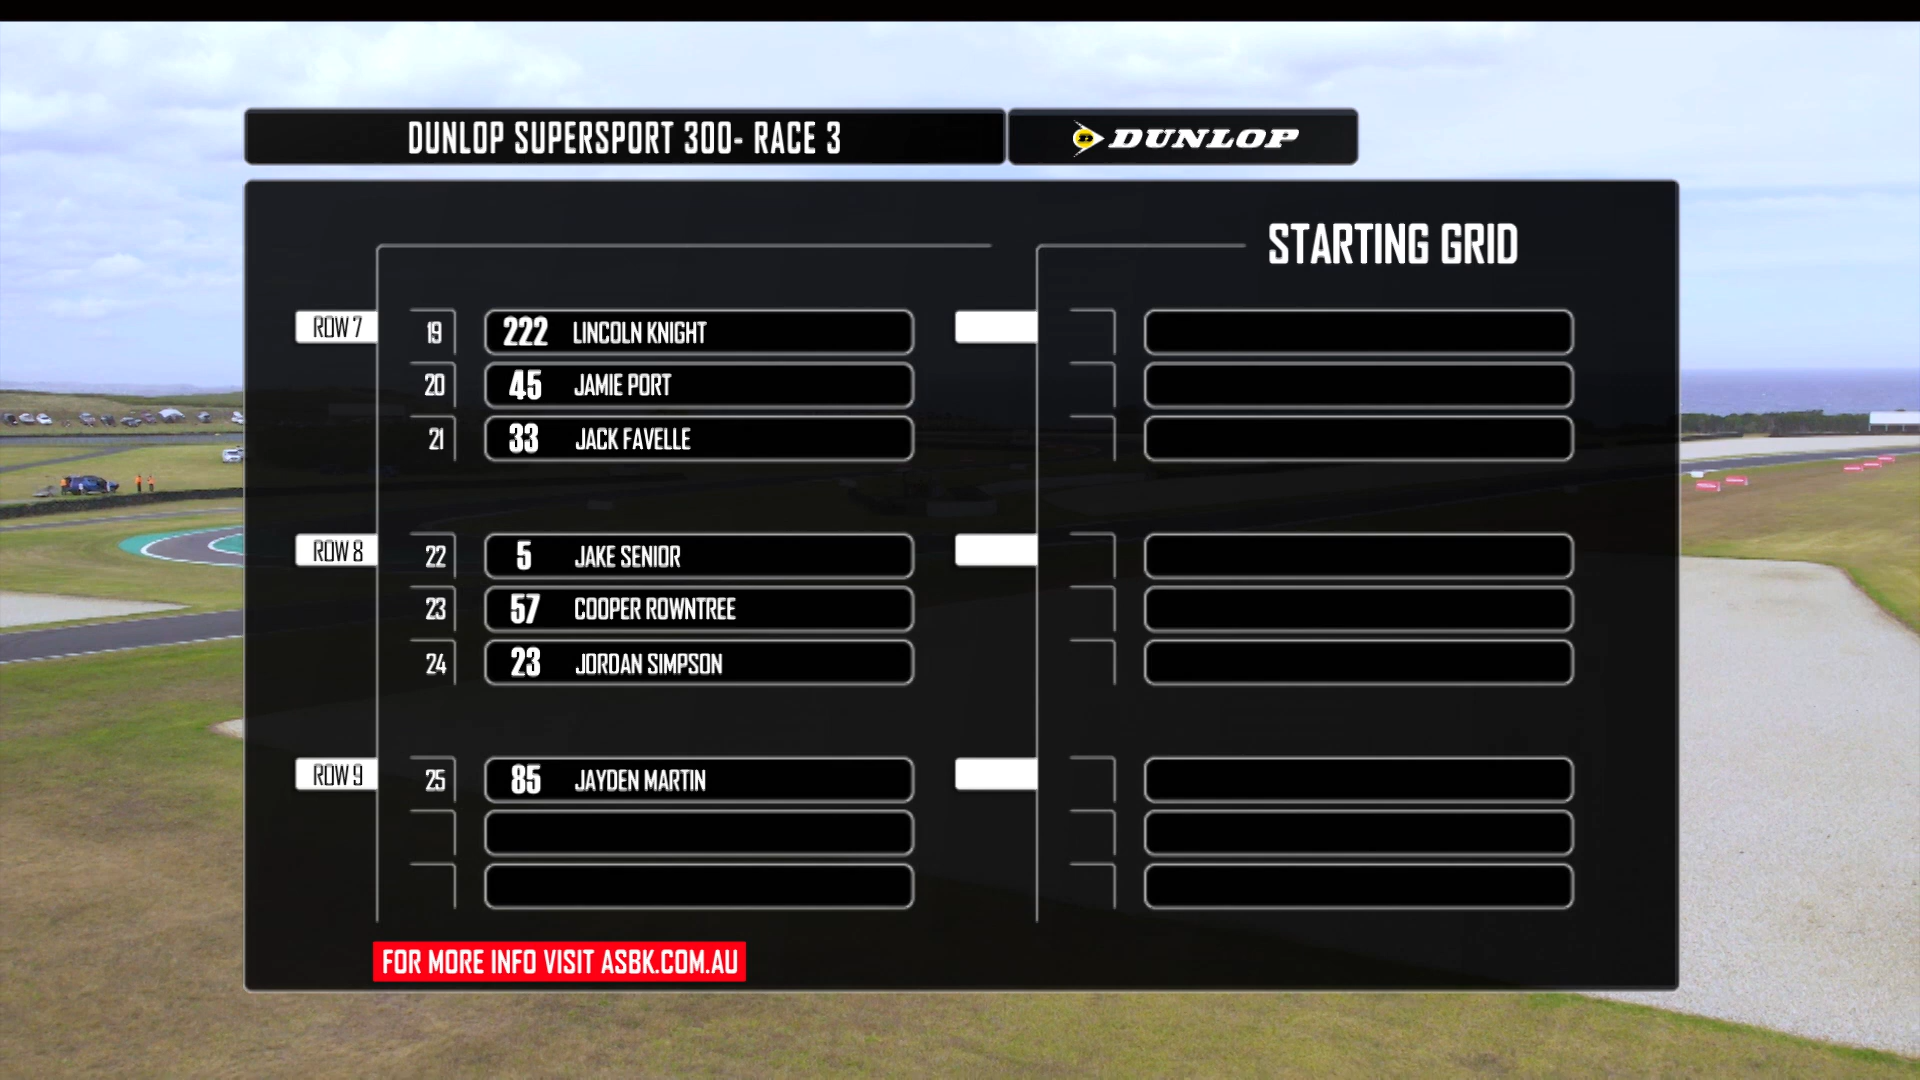 DUNLOP SUPERSPORT 300- RACE 3
DUNLOP
STARTING GRID
ROW 7
19 222 LINCOLN KNIGHT
20 45 JAMIE PORT
21 33 JACK FAVELLE
ROW 8
22 5 JAKE SENIOR
23 57 COOPER ROWNTREE
24 23 JORDAN SIMPSON
ROW 9
25 85 JAYDEN MARTIN
FOR MORE INFO VISIT ASBK.COM.AU